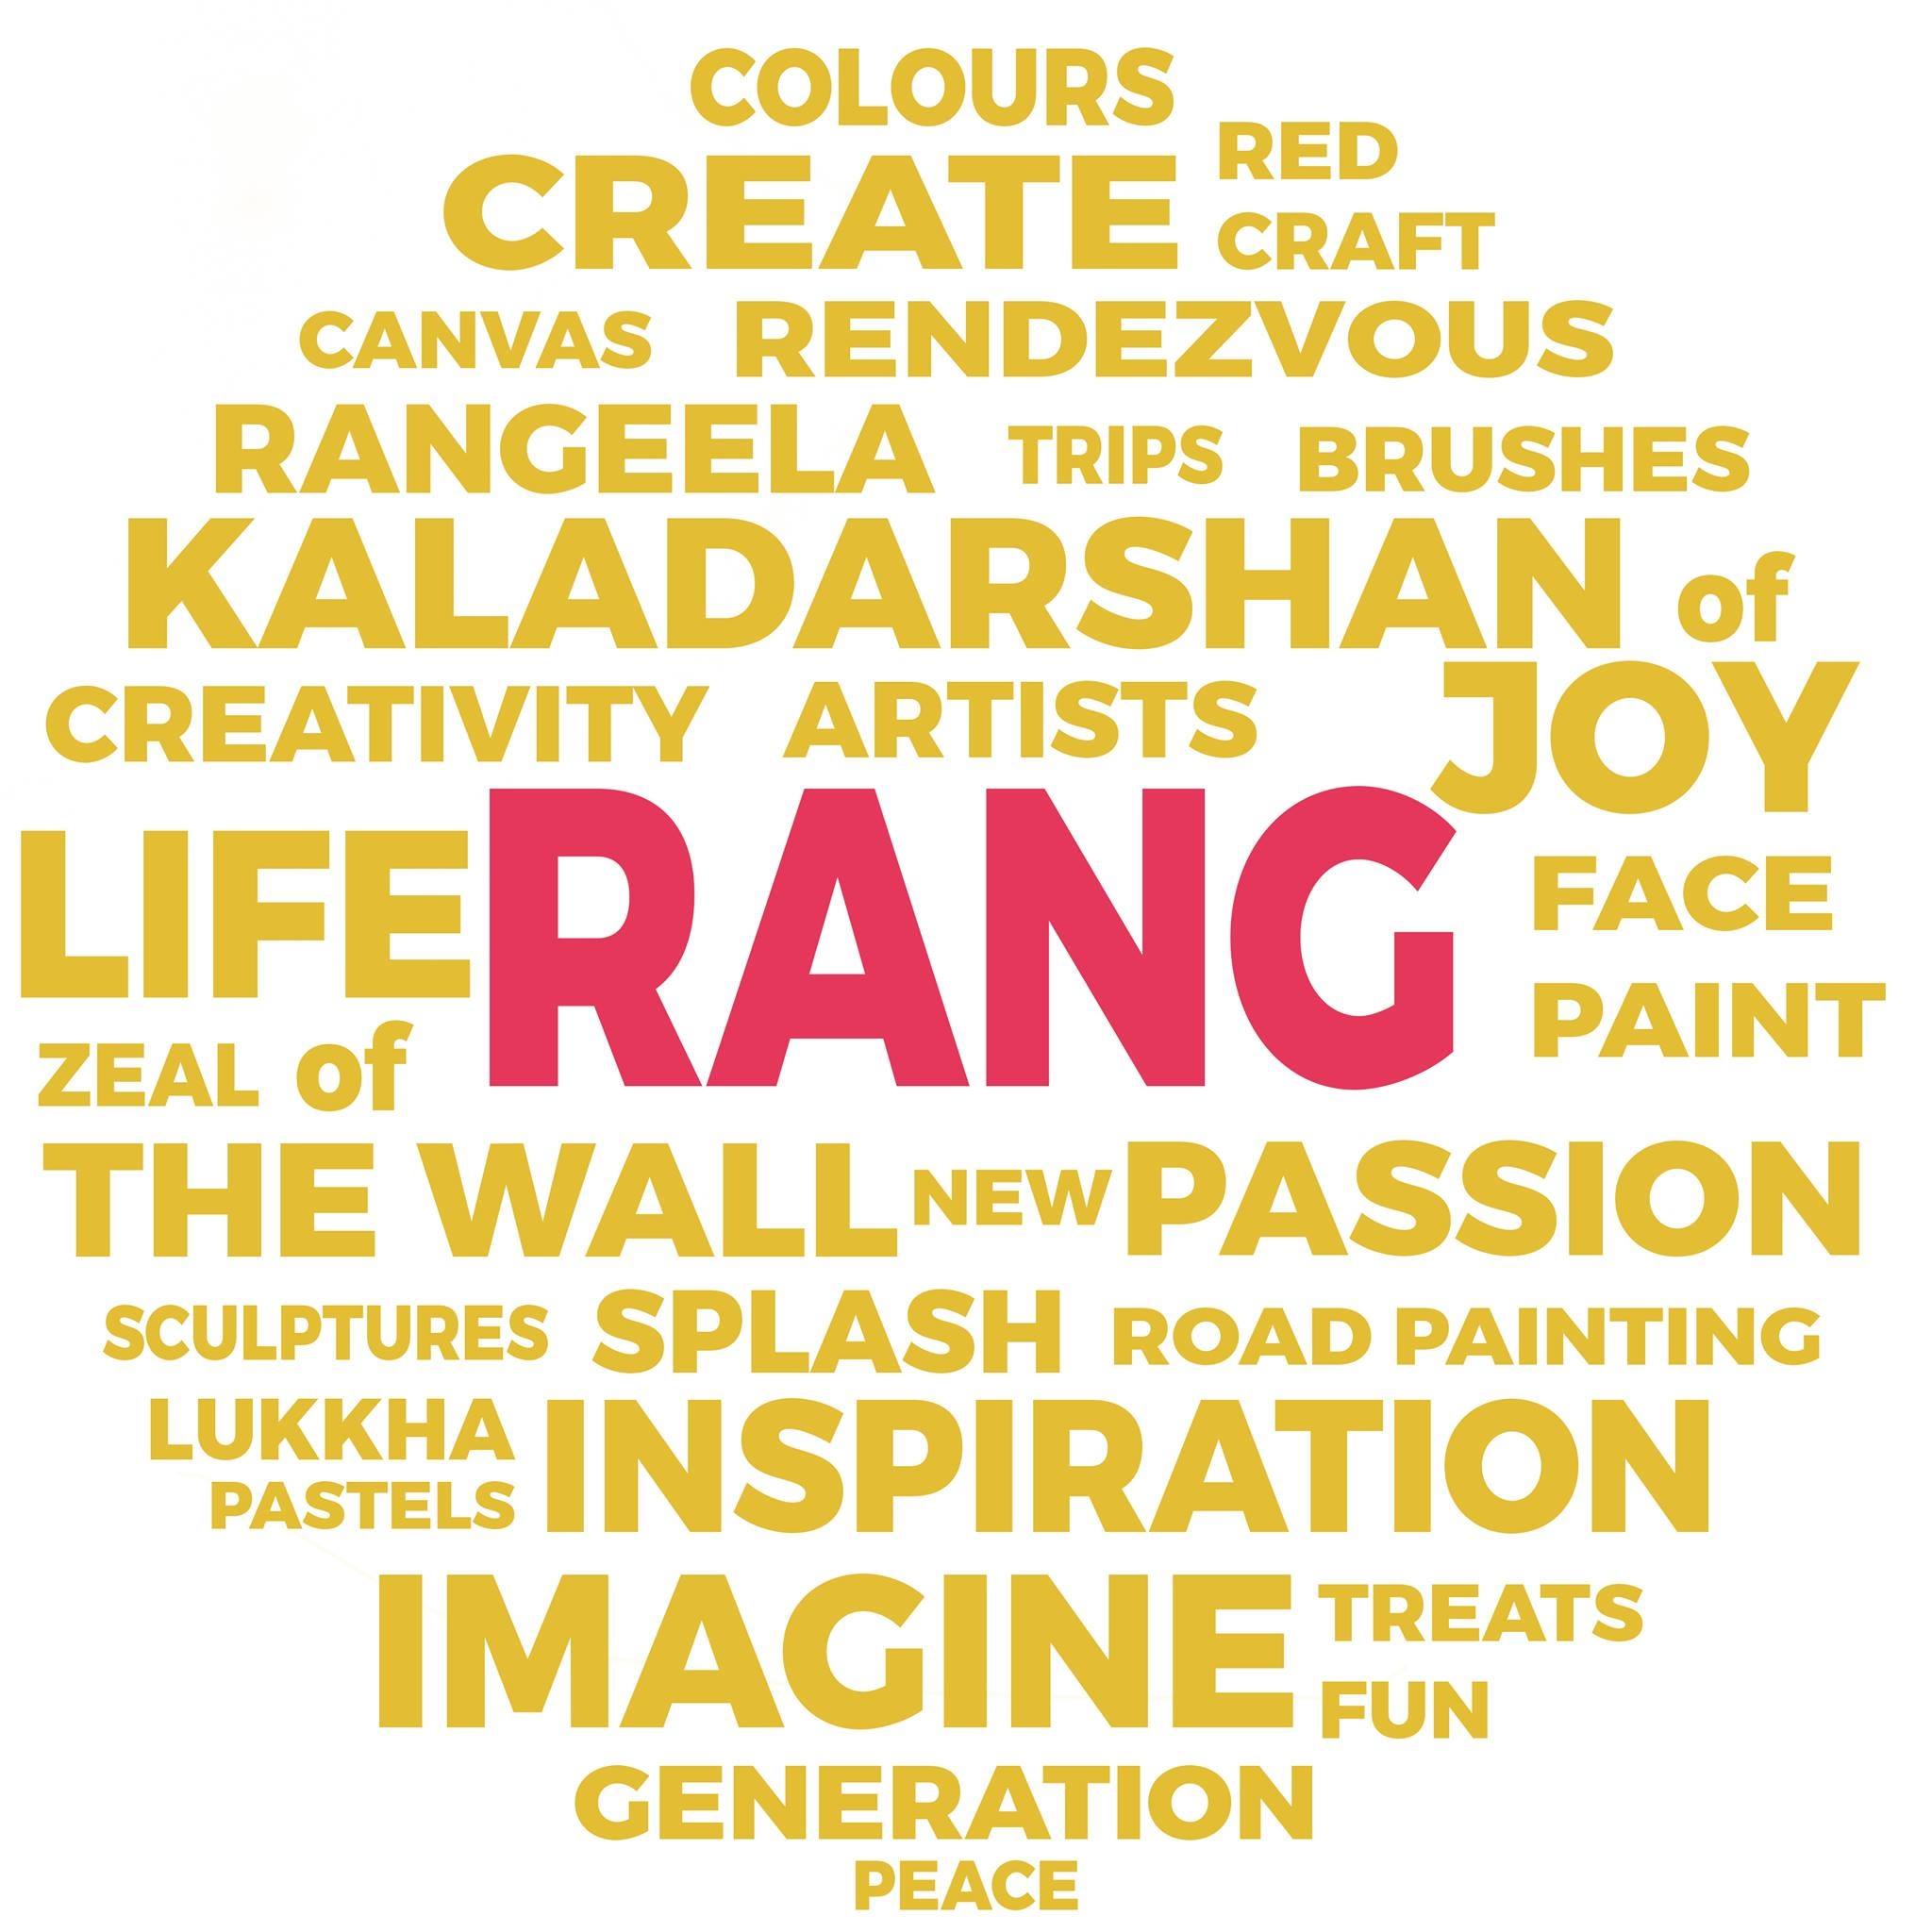 COLOURS
CREATE RED
CRAFT
CANVAS RENDEZVOUS
RANGEELA TRIPS BRUSHES
KALADARSHAN of
CREATIVITY ARTISTS JOY
LIFE RANG FACE
PAINT
ZEAL of
THE WALL NEW PASSION
SCULPTURES SPLASH ROAD PAINTING
LUKKHA INSPIRATION
PASTELS
IMAGINE TREATS
FUN
GENERATION
PEACE